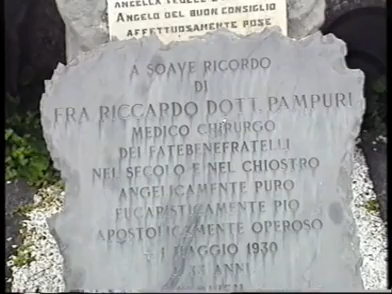 ANCELLA FEDELE
ANGELO DEL BUON CONSIGLIO
AFFETTUOSAMENTE POSE
A SOAVE RICORDO
DI
FRA RICCARDO DOTT. PAMPURI
MEDICO CHIRURGO
DEI FATEBENEFRATELLI
NEL SECOLO E NEL CHIOSTRO
ANGELICAMENTE PURO
EUCARISTICAMENTE PIO
APOSTOLICAMENTE OPEROSO
1 MAGGIO 1930
33 ANNI